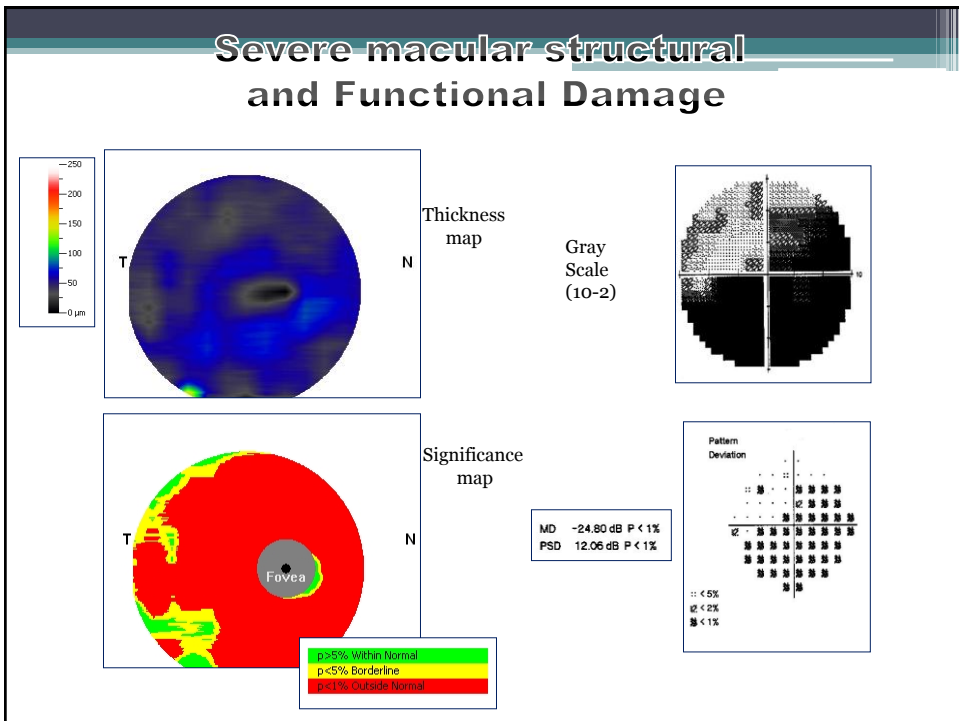 Severe macular structural
and Functional Damage
250
200
150
100
50
0 µm
T
N
Thickness
map
Gray
Scale
(10-2)
10
T
N
Fovea
Significance
map
p>5% Within Normal
p<5% Borderline
p<1% Outside Normal
MD -24.80 dB P < 1%
PSD 12.06 dB P < 1%
Pattern
Deviation
< 5%
< 2%
< 1%